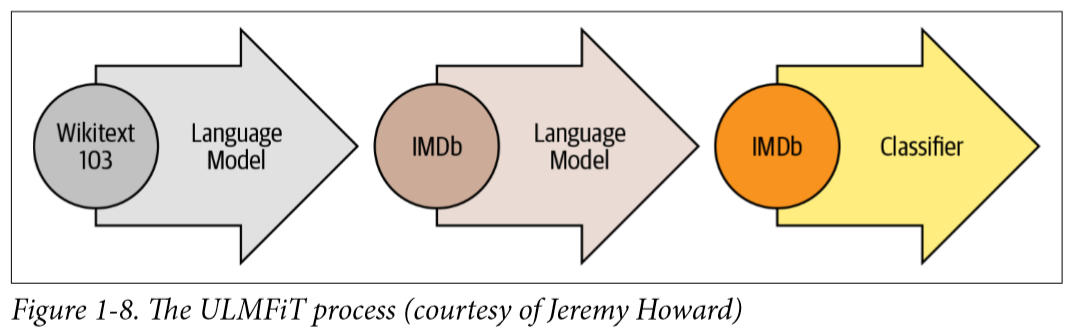 Wikitext
103
Language
Model
IMDb
Language
Model
IMDb
Classifier
Figure 1-8. The ULMFiT process (courtesy of Jeremy Howard)